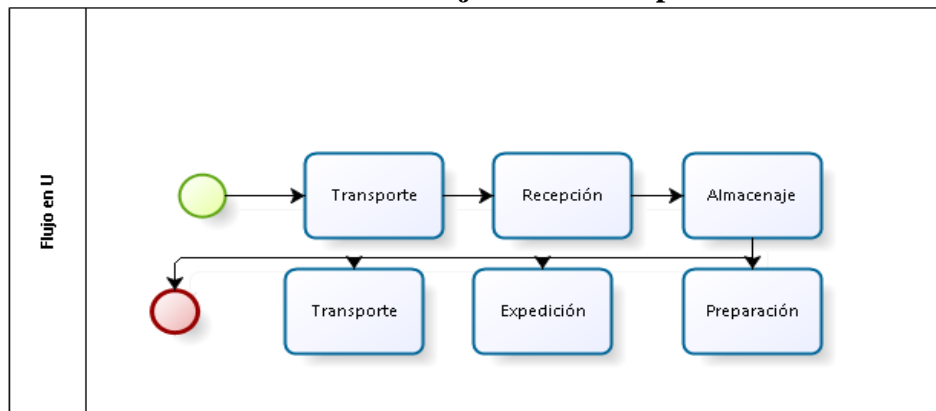 Flujo en U
Transporte
Recepción
Almacenaje
Transporte
Expedición
Preparación